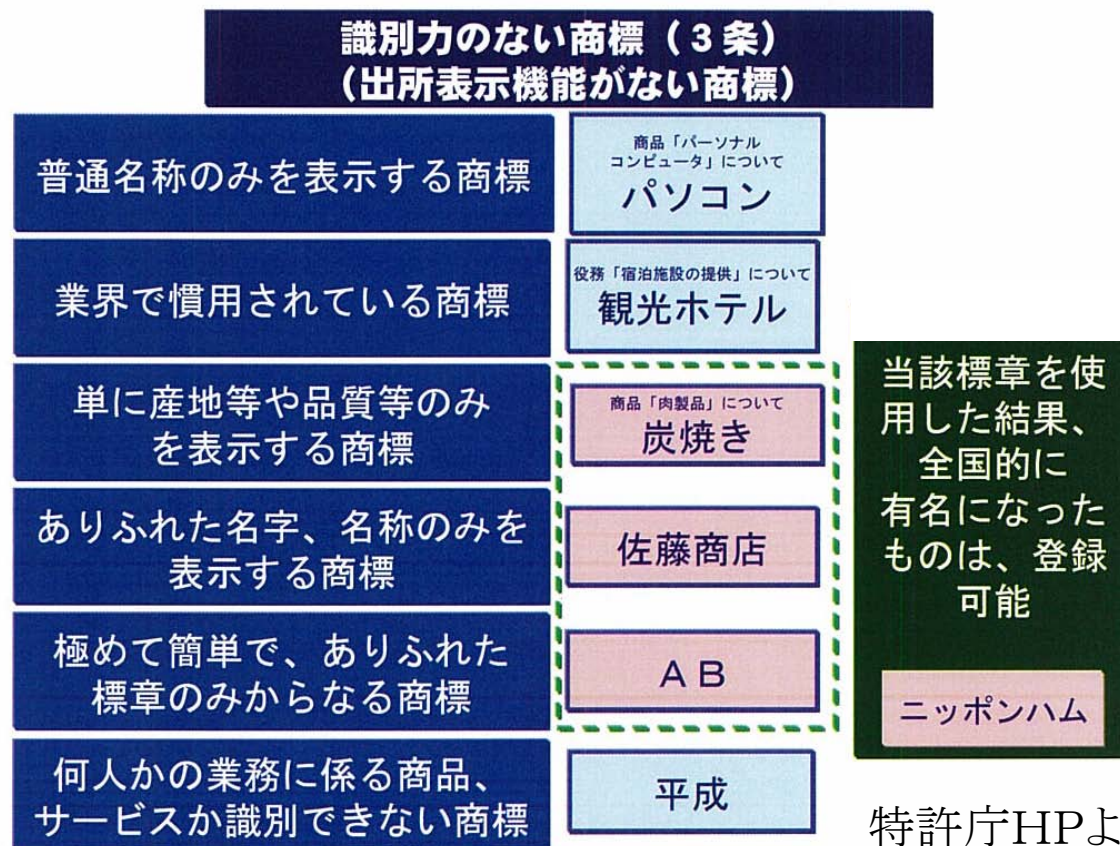 識別力のない商標(3条)
(出所表示機能がない商標)
普通名称のみを表示する商標
商品「パーソナル
コンピュータ」について
パソコン
業界で慣用されている商標
役務「宿泊施設の提供」について
観光ホテル
単に産地等や品質等のみ
を表示する商標
商品「肉製品」について
炭焼き
ありふれた名字、名称のみを
表示する商標
佐藤商店
極めて簡単で、ありふれた
標章のみからなる商標
AB
何人かの業務に係る商品、
サービスか識別できない商標
平成
当該標章を使
用した結果、
全国的に
有名になった
ものは、登録
可能
ニッポンハム
特許庁HPよ